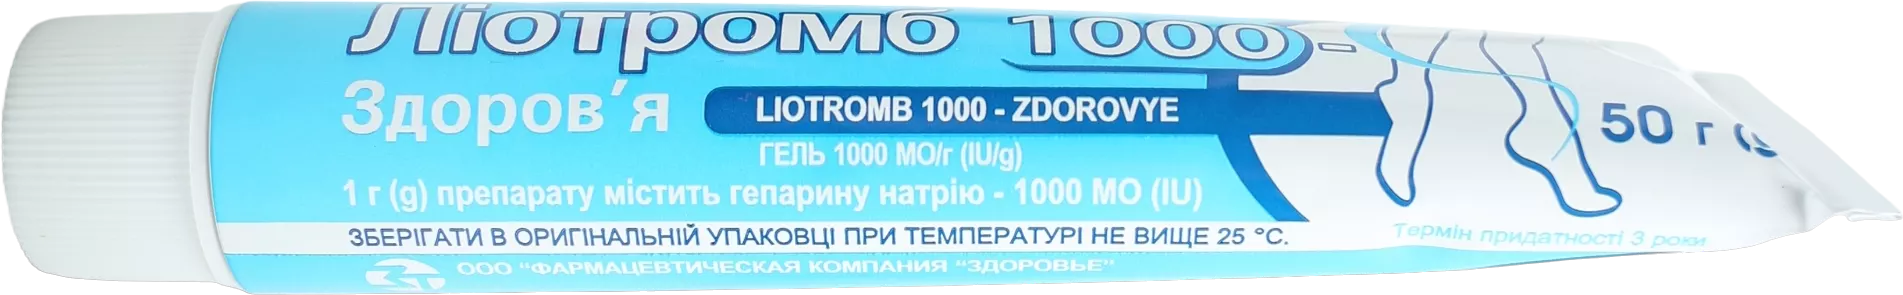 Ліотромб 1000-
Здоров'я
LIOTROMB 1000 - ZDOROVYE
ГЕЛЬ 1000 МО/г (IU/g)
1 г (g) препарату містить гепарину натрію - 1000 МО (IU)
50 г (g
ЗБЕРІГАТИ В ОРИГІНАЛЬНІЙ УПАКОВЦІ ПРИ ТЕМПЕРАТУРІ НЕ ВИЩЕ 25 °С.
Термін придатності 3 роки
ООО "ФАРМАЦЕВТИЧЕСКАЯ КОМПАНИЯ "ЗДОРОВЬЕ"